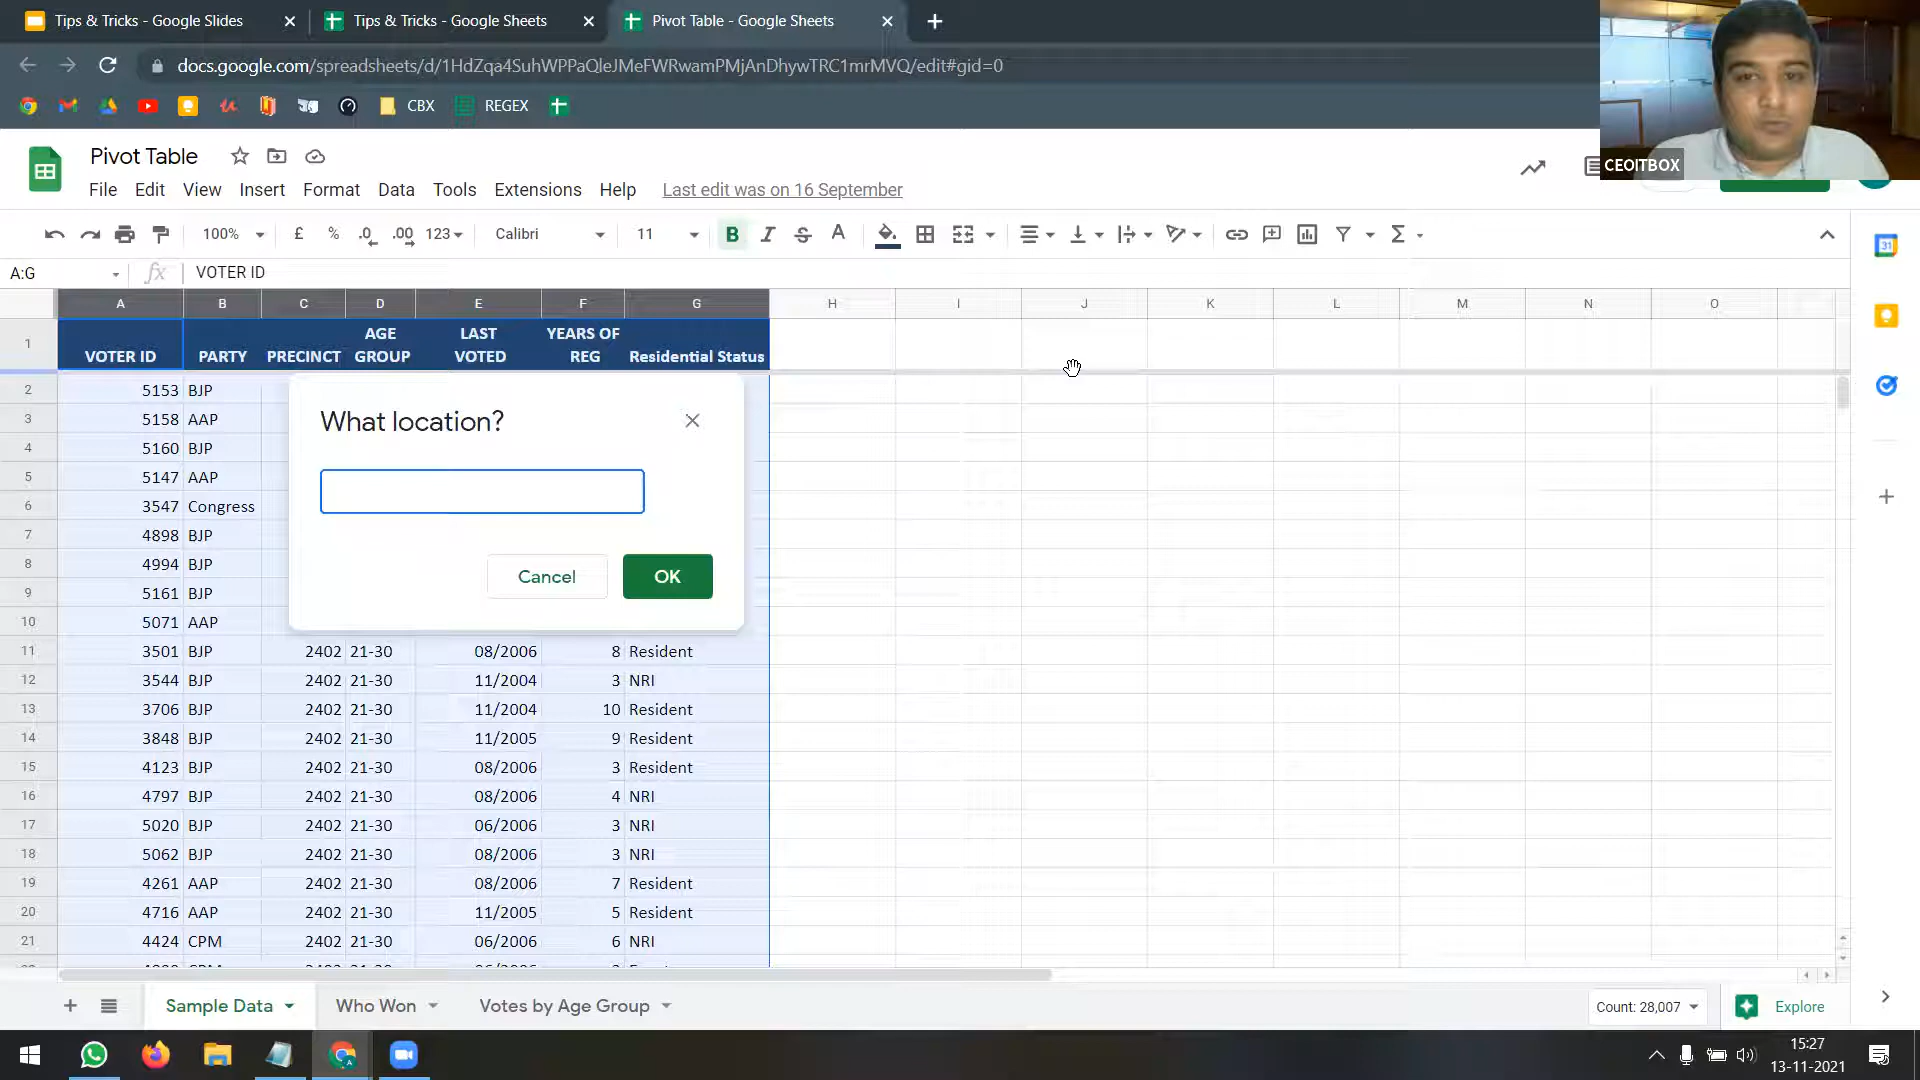 Tips & Tricks - Google Slides
Tips & Tricks - Google Sheets
Pivot Table - Google Sheets
docs.google.com/spreadsheets/d/1HdZqa4SuhWPPaQleJMeFWRwamPMjAnDhywTRC1mrMVQ/edit#gid=0
CBX REGEX
CEOITBOX
Pivot Table
File Edit View Insert Format Data Tools Extensions Help Last edit was on 16 September
100% £ % .0 .00 123 Calibri 11 B I S A
A:G fx VOTER ID
A B C D E F G H I J K L M N O
1 VOTER ID PARTY PRECINCT AGE GROUP LAST VOTED YEARS OF REG Residential Status
2 5153 BJP
3 5158 AAP
4 5160 BJP
5 5147 AAP
6 3547 Congress
7 4898 BJP
8 4994 BJP
9 5161 BJP
10 5071 AAP
What location?
Cancel OK
11 3501 BJP 2402 21-30 08/2006 8 Resident
12 3544 BJP 2402 21-30 11/2004 3 NRI
13 3706 BJP 2402 21-30 11/2004 10 Resident
14 3848 BJP 2402 21-30 11/2005 9 Resident
15 4123 BJP 2402 21-30 08/2006 3 Resident
16 4797 BJP 2402 21-30 08/2006 4 NRI
17 5020 BJP 2402 21-30 06/2006 3 NRI
18 5062 BJP 2402 21-30 08/2006 3 NRI
19 4261 AAP 2402 21-30 08/2006 7 Resident
20 4716 AAP 2402 21-30 11/2005 5 Resident
21 4424 CPM 2402 21-30 06/2006 6 NRI
Sample Data Who Won Votes by Age Group Count: 28,007 Explore
31
15:27
13-11-2021